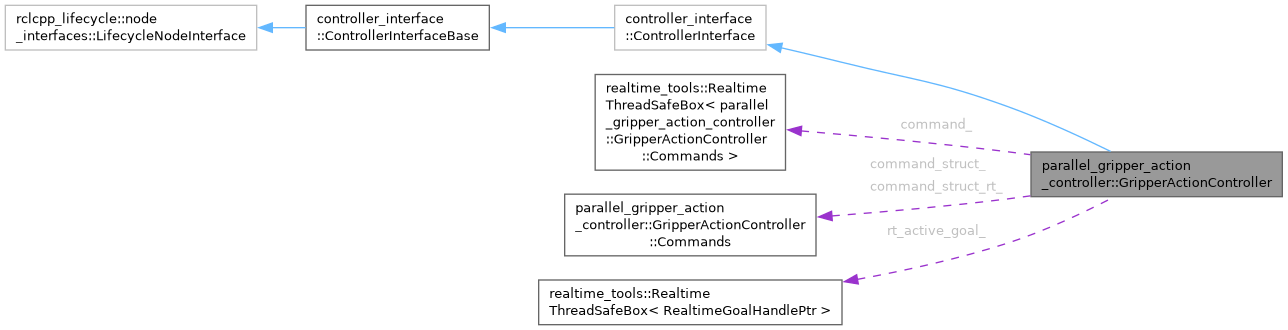 rclcpp_lifecycle::node
_interfaces::LifecycleNodeInterface
controller_interface
::ControllerInterfaceBase
controller_interface
::ControllerInterface
realtime_tools::Realtime
ThreadSafeBox< parallel
_gripper_action_controller
::GripperActionController
::Commands >
command_
command_struct_
command_struct_rt_
rt_active_goal_
parallel_gripper_action
_controller::GripperActionController
parallel_gripper_action
_controller::GripperActionController
::Commands
realtime_tools::Realtime
ThreadSafeBox< RealtimeGoalHandlePtr >